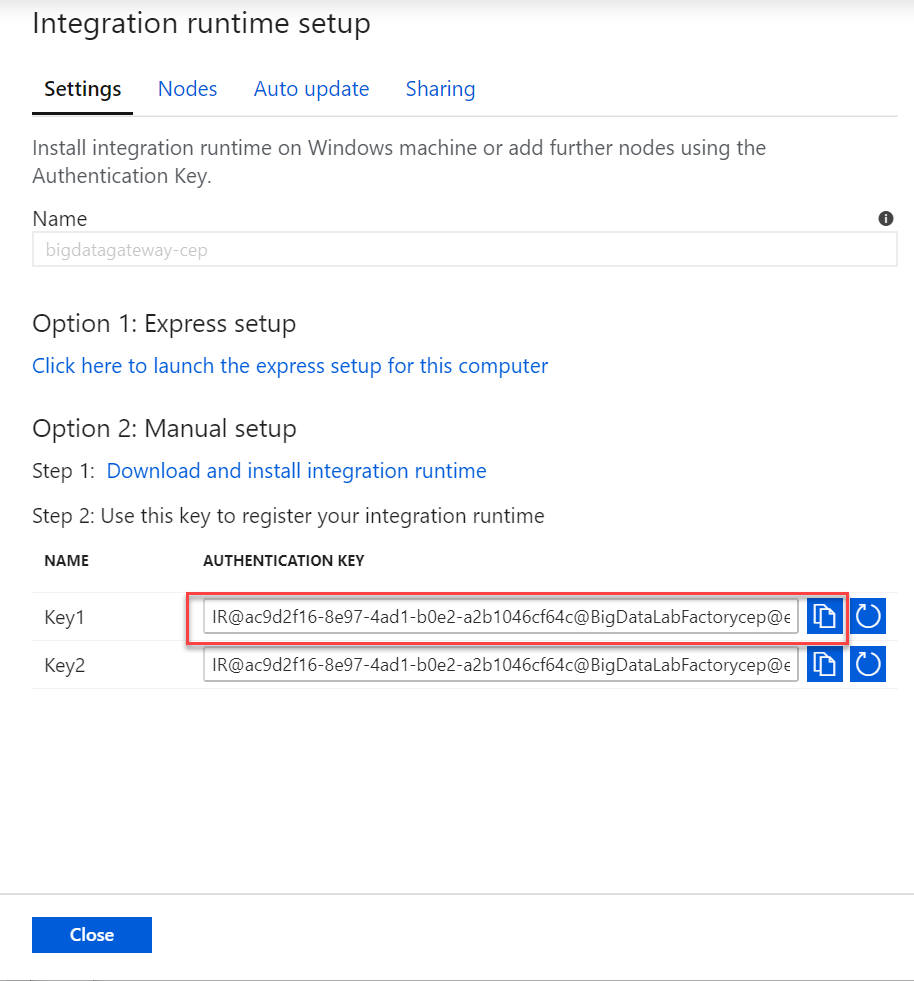 Integration runtime setup
Settings Nodes Auto update Sharing
Install integration runtime on Windows machine or add further nodes using the
Authentication Key.
Name
bigdatagateway-cep
Option 1: Express setup
Click here to launch the express setup for this computer
Option 2: Manual setup
Step 1: Download and install integration runtime
Step 2: Use this key to register your integration runtime
NAME AUTHENTICATION KEY
Key1 IR@ac9d2f16-8e97-4ad1-b0e2-a2b1046cf64c@BigDataLabFactorycep@e
Key2 IR@ac9d2f16-8e97-4ad1-b0e2-a2b1046cf64c@BigDataLabFactorycep@e
Close